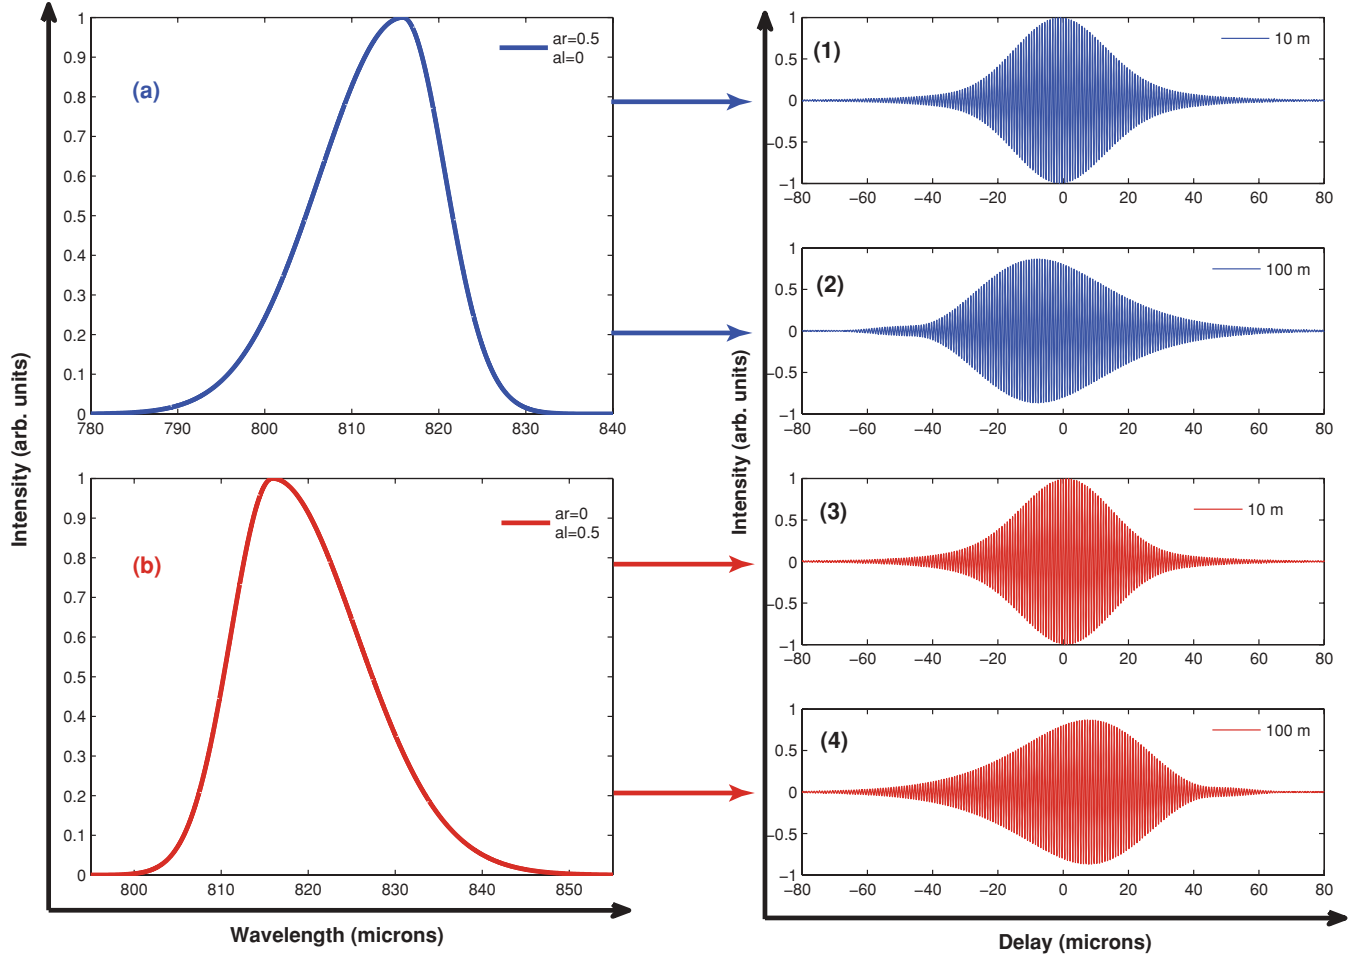 Intensity (arb. units)
1
0.9
0.8
0.7
0.6
0.5
0.4
0.3
0.2
0.1
0
(a)
ar=0.5
al=0
780 790 800 810 820 830 840
1
0.9
0.8
0.7
0.6
0.5
0.4
0.3
0.2
0.1
0
(b)
ar=0
al=0.5
800 810 820 830 840 850
Wavelength (microns)
Intensity (arb. units)
1
0.5
0
−0.5
−1
(1)
10 m
−80 −60 −40 −20 0 20 40 60 80
1
0.5
0
−0.5
−1
(2)
100 m
−80 −60 −40 −20 0 20 40 60 80
1
0.5
0
−0.5
−1
(3)
10 m
−80 −60 −40 −20 0 20 40 60 80
1
0.5
0
−0.5
−1
(4)
100 m
−80 −60 −40 −20 0 20 40 60 80
Delay (microns)